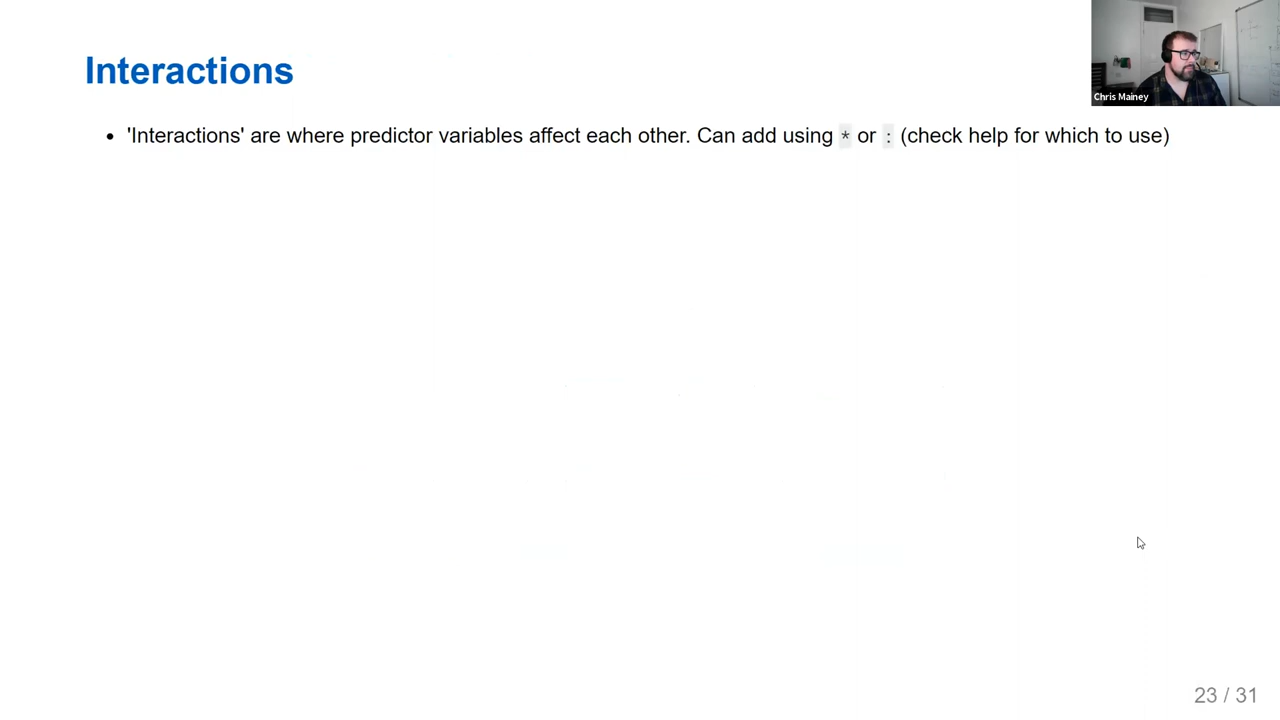 Interactions
Chris Mainey
• 'Interactions' are where predictor variables affect each other. Can add using * or : (check help for which to use)
23 / 31